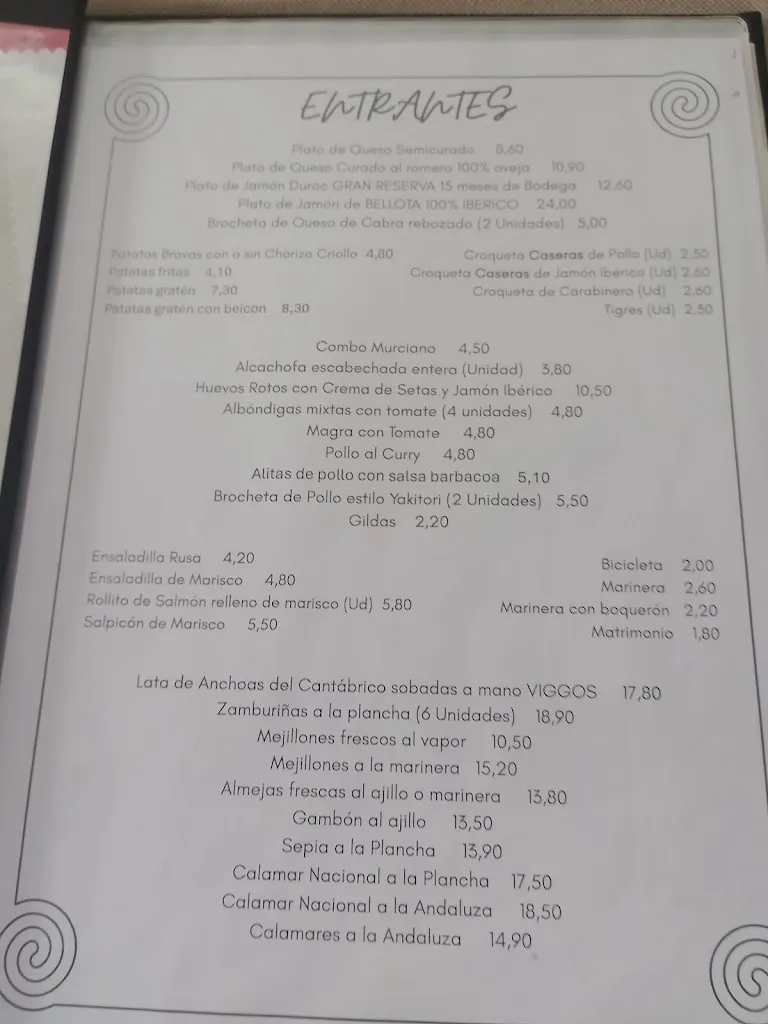 ENTRANTES
Plato de Queso Semicurado 8,60
Plato de Queso Curado al romero 100% oveja 10,90
Plato de Jamón Duroc GRAN RESERVA 15 meses de Bodega 12,60
Plato de Jamón de BELLOTA 100% IBERICO 24,00
Brocheta de Queso de Cabra rebozado (2 Unidades) 5,00
Patatas Bravas con o sin Chorizo Criollo 4,80
Patatas fritas 4,10
Patatas gratén 7,30
Patatas gratén con beicon 8,30
Croqueta Caseras de Pollo (Ud) 2,30
Croqueta Caseras de Jamón Ibérico (Ud) 2,60
Croqueta de Carabinero (Ud) 2,60
Tigres (Ud) 2,30
Combo Murciano 4,50
Alcachofa escabechada entera (Unidad) 3,80
Huevos Rotos con Crema de Setas y Jamón Ibérico 10,50
Albóndigas mixtas con tomate (4 unidades) 4,80
Magra con Tomate 4,80
Pollo al Curry 4,80
Alitas de pollo con salsa barbacoa 5,10
Brocheta de Pollo estilo Yakitori (2 Unidades) 5,50
Gildas 2,20
Ensaladilla Rusa 4,20
Ensaladilla de Marisco 4,80
Rollito de Salmón relleno de marisco (Ud) 5,80
Salpicón de Marisco 5,50
Bicicleta 2,00
Marinera 2,60
Marinera con boquerón 2,20
Matrimonio 1,80
Lata de Anchoas del Cantábrico sobadas a mano VIGGOS 17,80
Zamburiñas a la plancha (6 Unidades) 18,90
Mejillones frescos al vapor 10,50
Mejillones a la marinera 15,20
Almejas frescas al ajillo o marinera 13,80
Gambón al ajillo 13,50
Sepia a la Plancha 13,90
Calamar Nacional a la Plancha 17,50
Calamar Nacional a la Andaluza 18,50
Calamares a la Andaluza 14,90